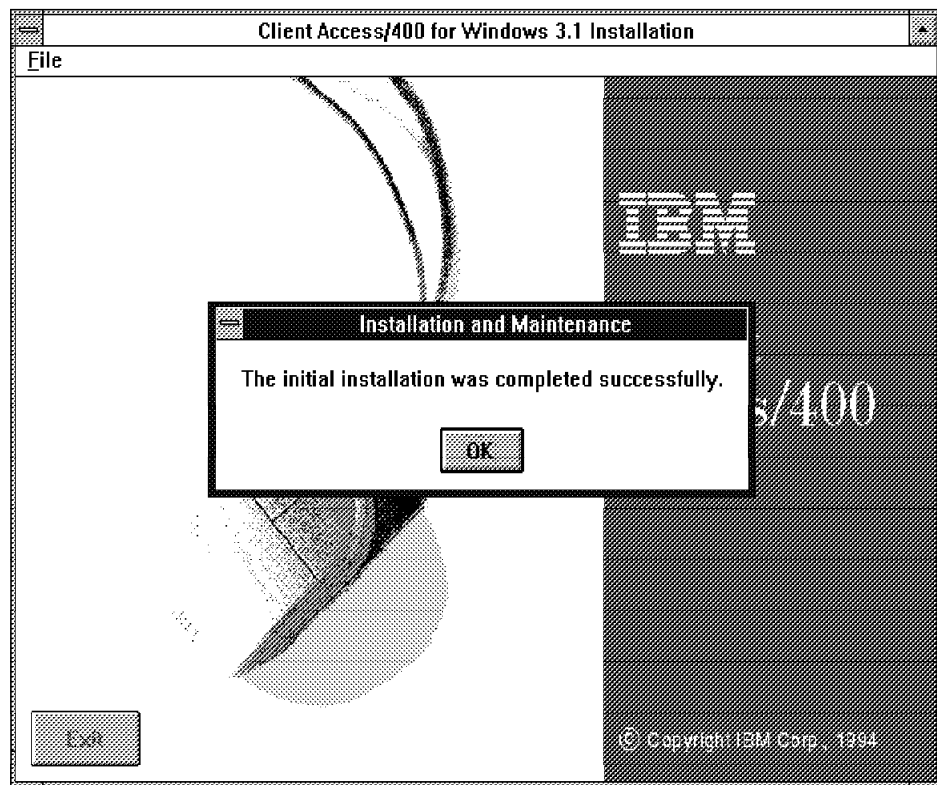 Client Access/400 for Windows 3.1 Installation
File
IBM
Installation and Maintenance
The initial installation was completed successfully.
s/400
OK
Exit
© Copyright IBM Corp., 1994